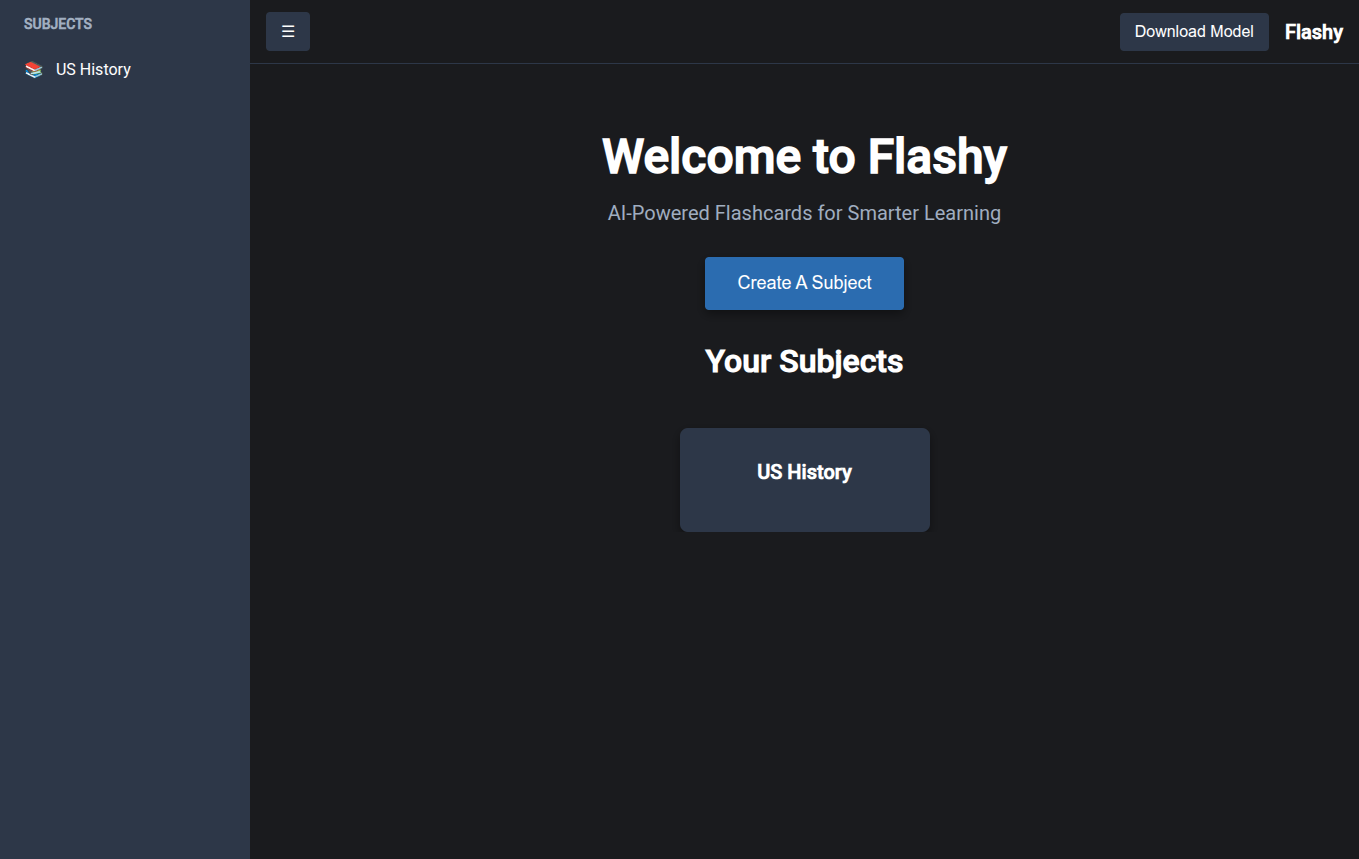 SUBJECTS
📚 US History
☰
Download Model
Flashy
Welcome to Flashy
AI-Powered Flashcards for Smarter Learning
Create A Subject
Your Subjects
US History